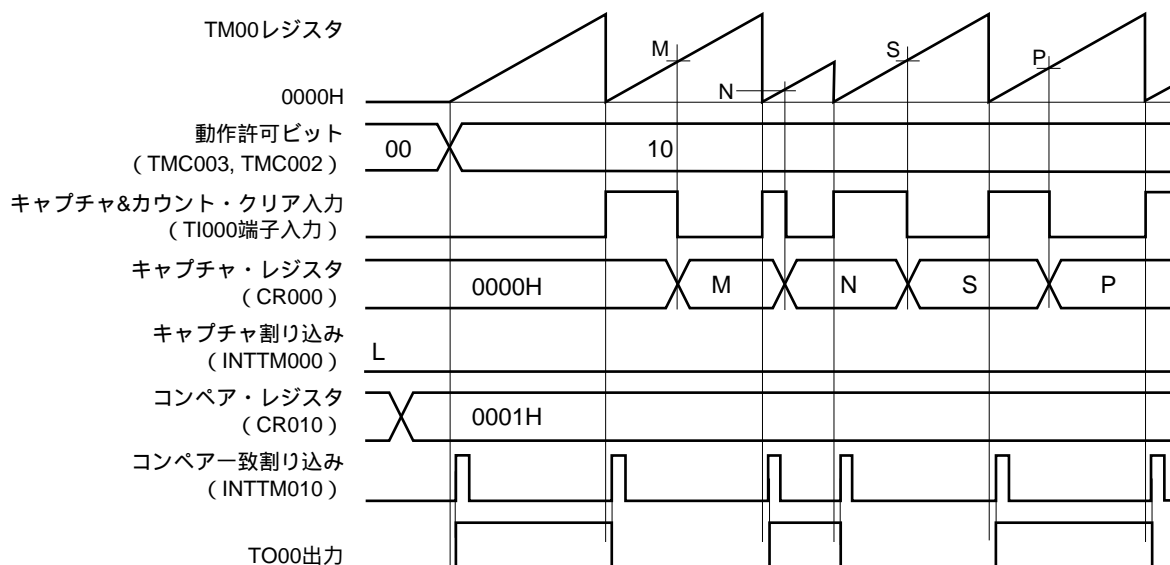 TM00レジスタ
M
S
P
N
0000H
動作許可ビット
（TMC003, TMC002）
00
10
キャプチャ&カウント・クリア入力
（TI000端子入力）
キャプチャ・レジスタ
（CR000）
0000H
M
N
S
P
キャプチャ割り込み
（INTTM000）
L
コンペア・レジスタ
（CR010）
0001H
コンペア一致割り込み
（INTTM010）
TO00出力